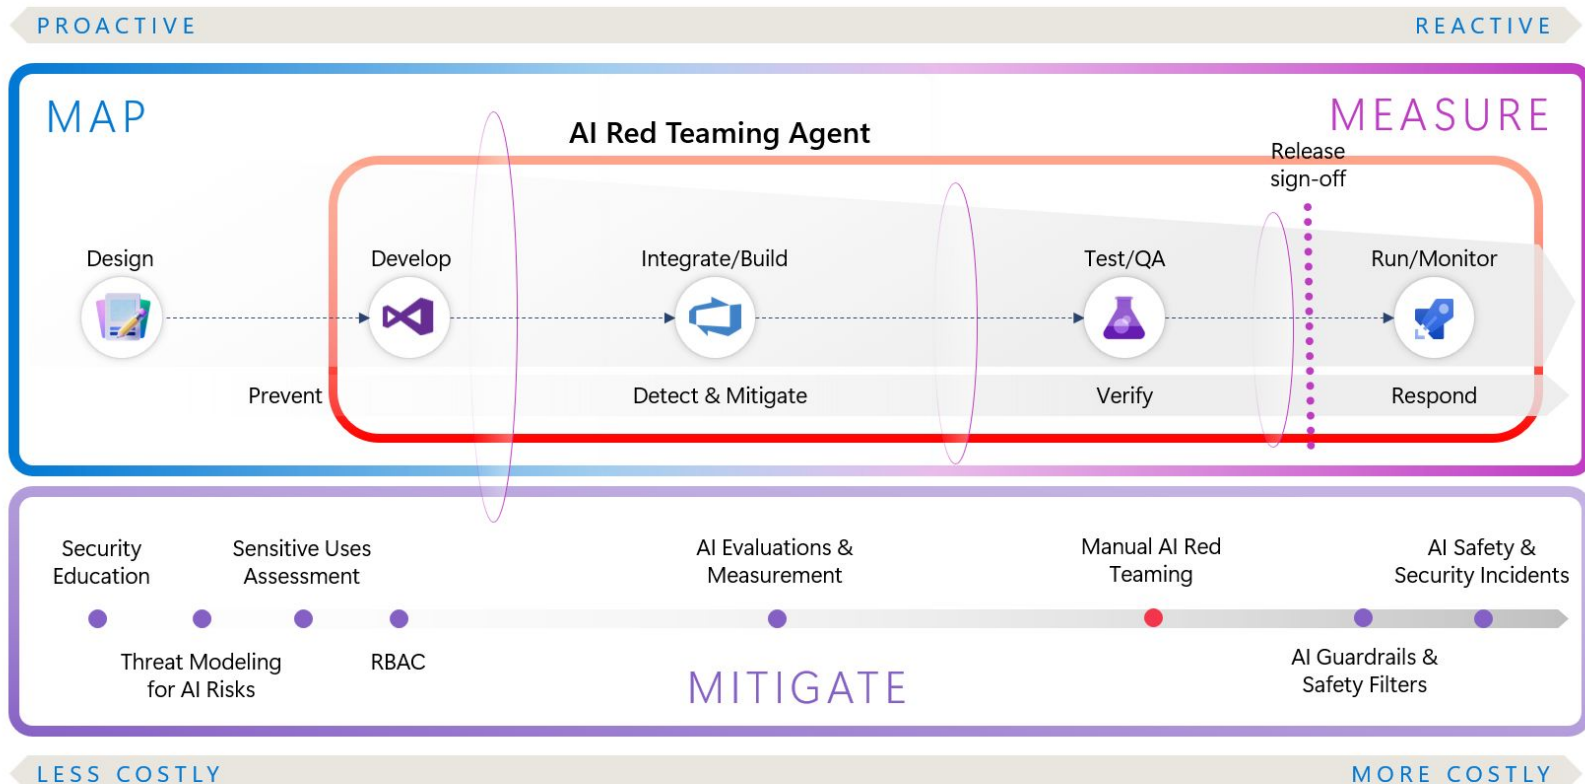 PROACTIVE
REACTIVE
MAP
MEASURE
AI Red Teaming Agent
Release
sign-off
Design
Develop
Integrate/Build
Test/QA
Run/Monitor
Prevent
Detect & Mitigate
Verify
Respond
Security
Education
Sensitive Uses
Assessment
AI Evaluations &
Measurement
Manual AI Red
Teaming
AI Safety &
Security Incidents
Threat Modeling
for AI Risks
RBAC
AI Guardrails &
Safety Filters
MITIGATE
LESS COSTLY
MORE COSTLY